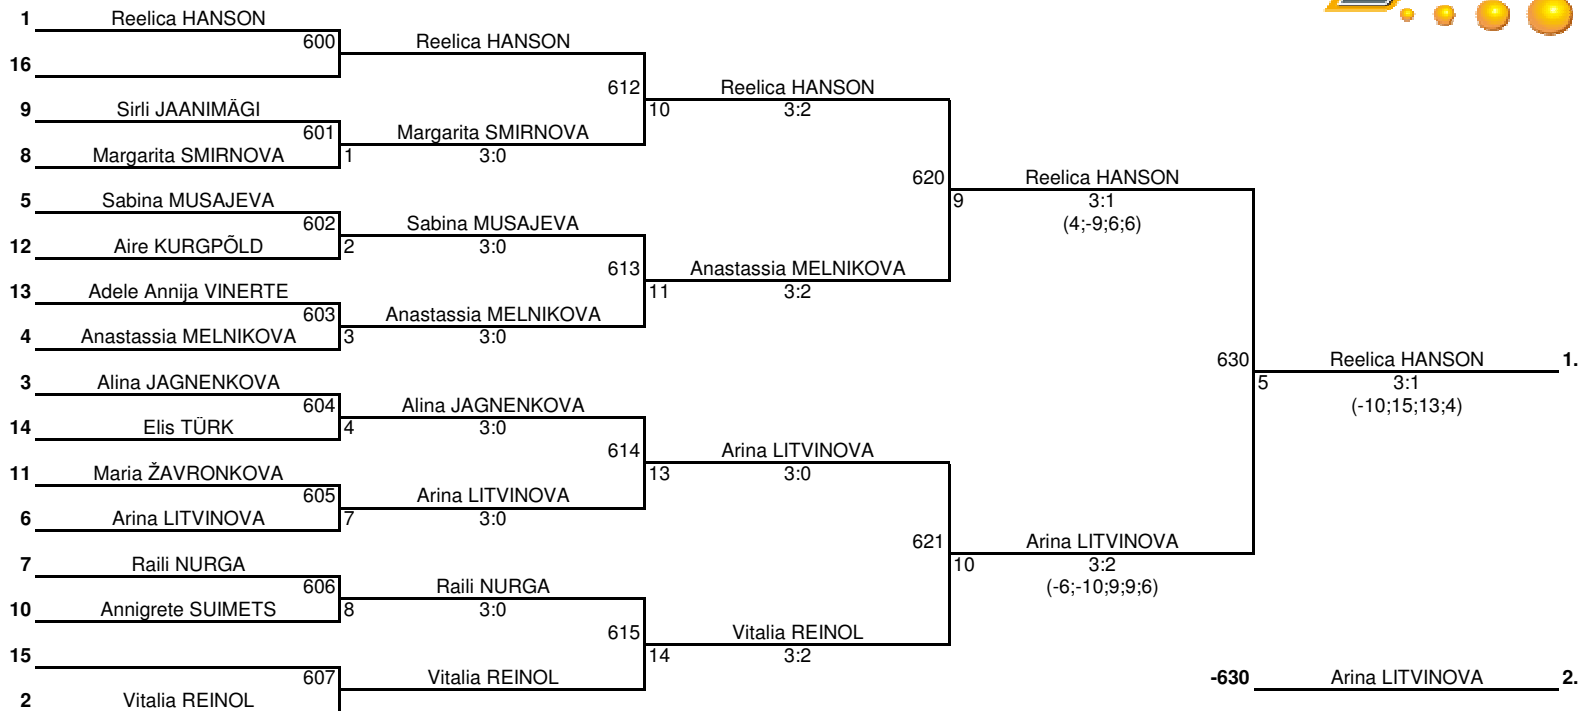 1 Reelica HANSON
600 Reelica HANSON
16
612 Reelica HANSON
9 Sirli JAANIMÄGI
10 3:2
601 Margarita SMIRNOVA
8 Margarita SMIRNOVA
1 3:0
620 Reelica HANSON
5 Sabina MUSAJEVA
9 3:1
602 Sabina MUSAJEVA
(4;-9;6;6)
12 Aire KURGPÕLD
2 3:0
613 Anastassia MELNIKOVA
13 Adele Annija VINERTE
11 3:2
603 Anastassia MELNIKOVA
4 Anastassia MELNIKOVA
3 3:0
630 Reelica HANSON 1.
3 Alina JAGNENKOVA
5 3:1
604 Alina JAGNENKOVA
(-10;15;13;4)
14 Elis TÜRK
4 3:0
614 Arina LITVINOVA
11 Maria ŽAVRONKOVA
13 3:0
605 Arina LITVINOVA
6 Arina LITVINOVA
7 3:0
621 Arina LITVINOVA
7 Raili NURGA
10 3:2
606 Raili NURGA
(-6;-10;9;9;6)
10 Annigrete SUIMETS
8 3:0
615 Vitalia REINOL
15
14 3:2
607 Vitalia REINOL
-630 Arina LITVINOVA 2.
2 Vitalia REINOL